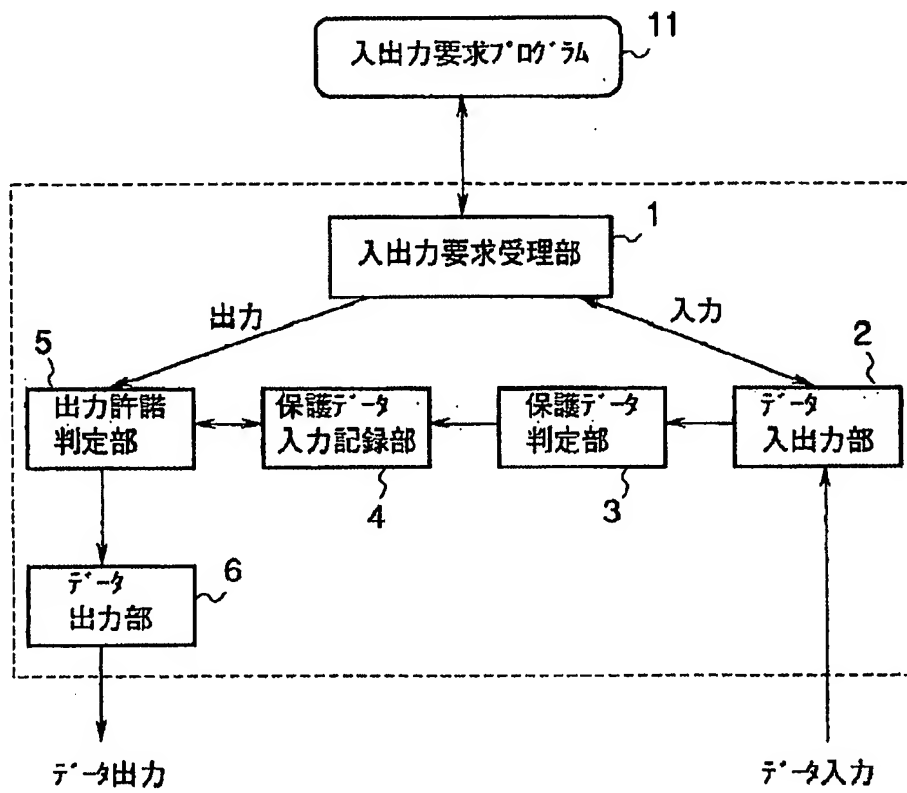 11
入出力要求プログラム
1
入出力要求受理部
出力
入力
5
出力許諾
判定部
保護データ
入力記録部
4
保護データ
判定部
3
2
データ
入出力部
6
データ
出力部
データ出力
データ入力